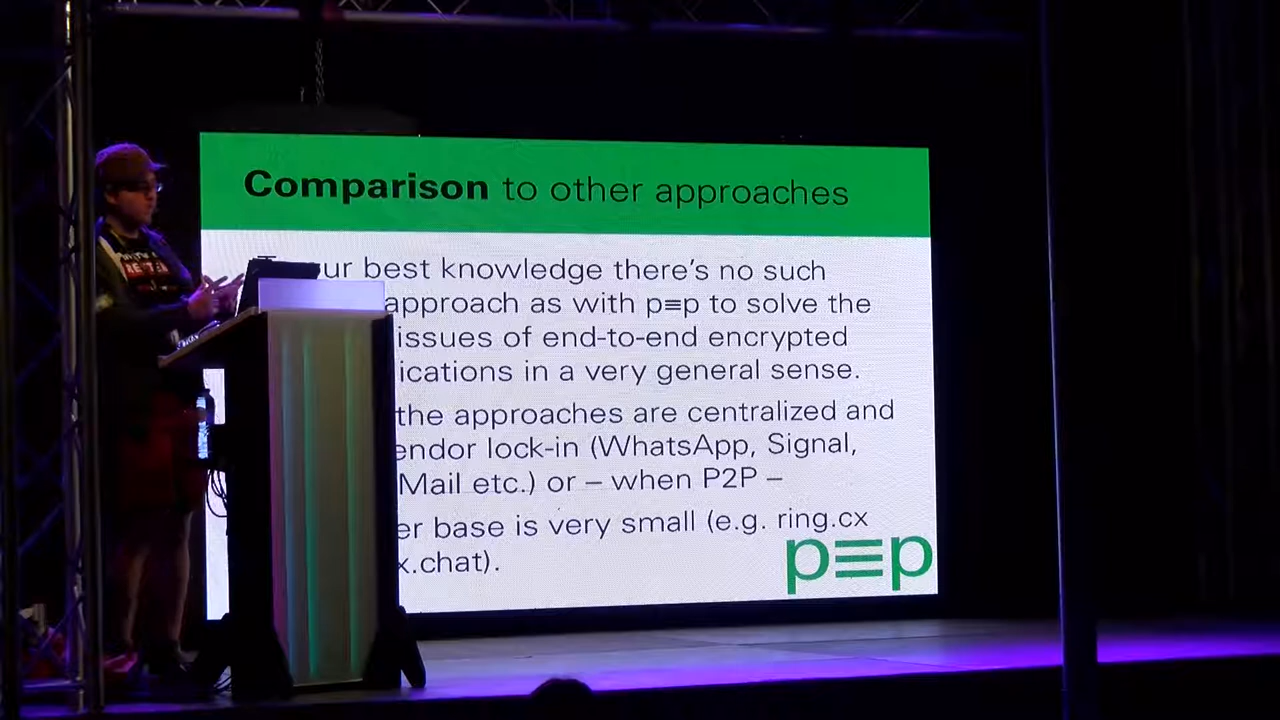 Comparison to other approaches
ur best knowledge there's no such
approach as with p≡p to solve the
issues of end-to-end encrypted
ications in a very general sense.
the approaches are centralized and
endor lock-in (WhatsApp, Signal,
Mail etc.) or – when P2P –
er base is very small (e.g. ring.cx
x.chat).
p≡p